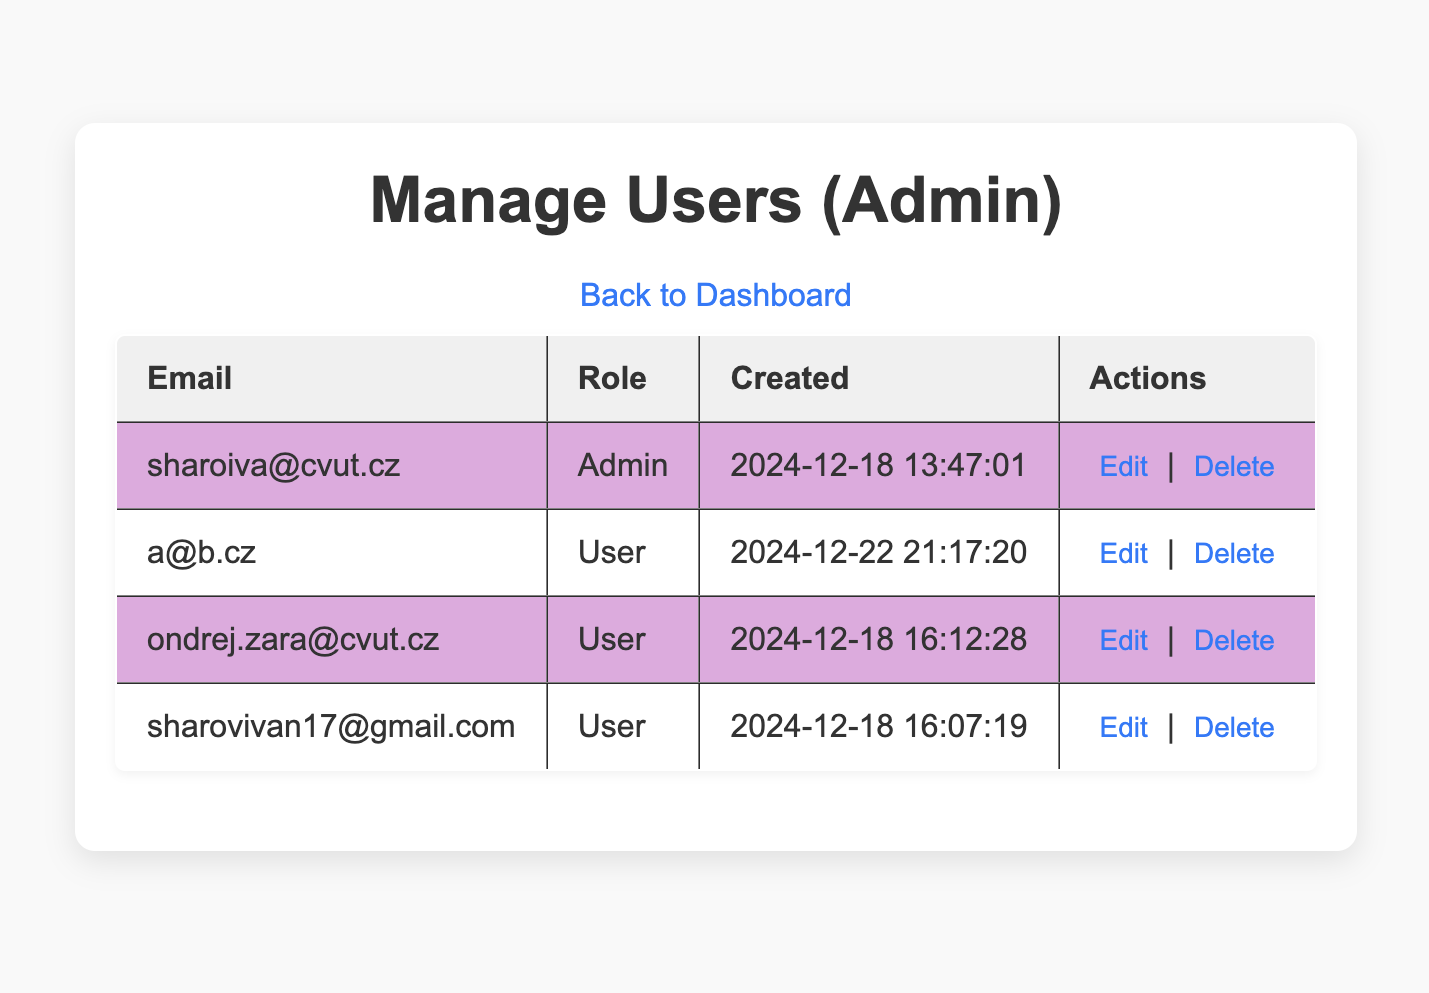 Manage Users (Admin)
Back to Dashboard
Email Role Created Actions
sharoiva@cvut.cz Admin 2024-12-18 13:47:01 Edit | Delete
a@b.cz User 2024-12-22 21:17:20 Edit | Delete
ondrej.zara@cvut.cz User 2024-12-18 16:12:28 Edit | Delete
sharovivan17@gmail.com User 2024-12-18 16:07:19 Edit | Delete